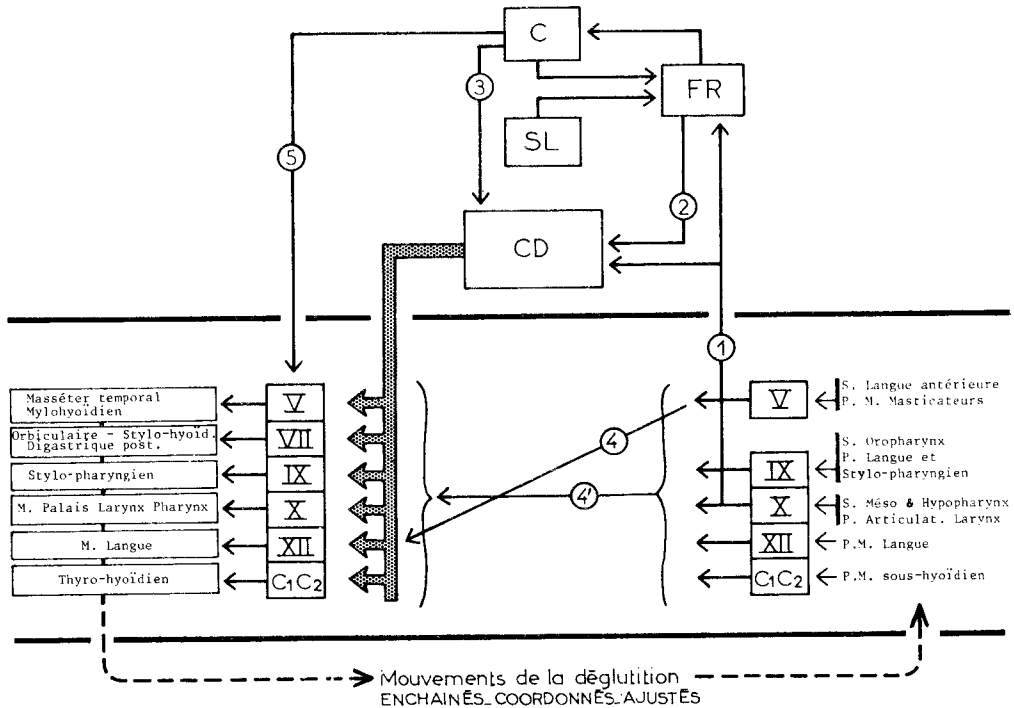 C
FR
SL
3
5
2
CD
1
Masséter temporal
Mylohyoïdien
V
V
S. Langue antérieure
P. M. Masticateurs
Orbiculaire - Stylo-hyoïd.
Digastrique post.
VII
4
S. Oropharynx
P. Langue et
Stylo-pharyngien
Stylo-pharyngien
IX
IX
4'
M. Palais Larynx Pharynx
X
X
S. Méso & Hypopharynx
P. Articulat. Larynx
M. Langue
XII
XII
P.M. Langue
Thyro-hyoïdien
C1C2
C1C2
P.M. sous-hyoïdien
Mouvements de la déglutition
ENCHAINÉS_COORDONNÉS_AJUSTÉS